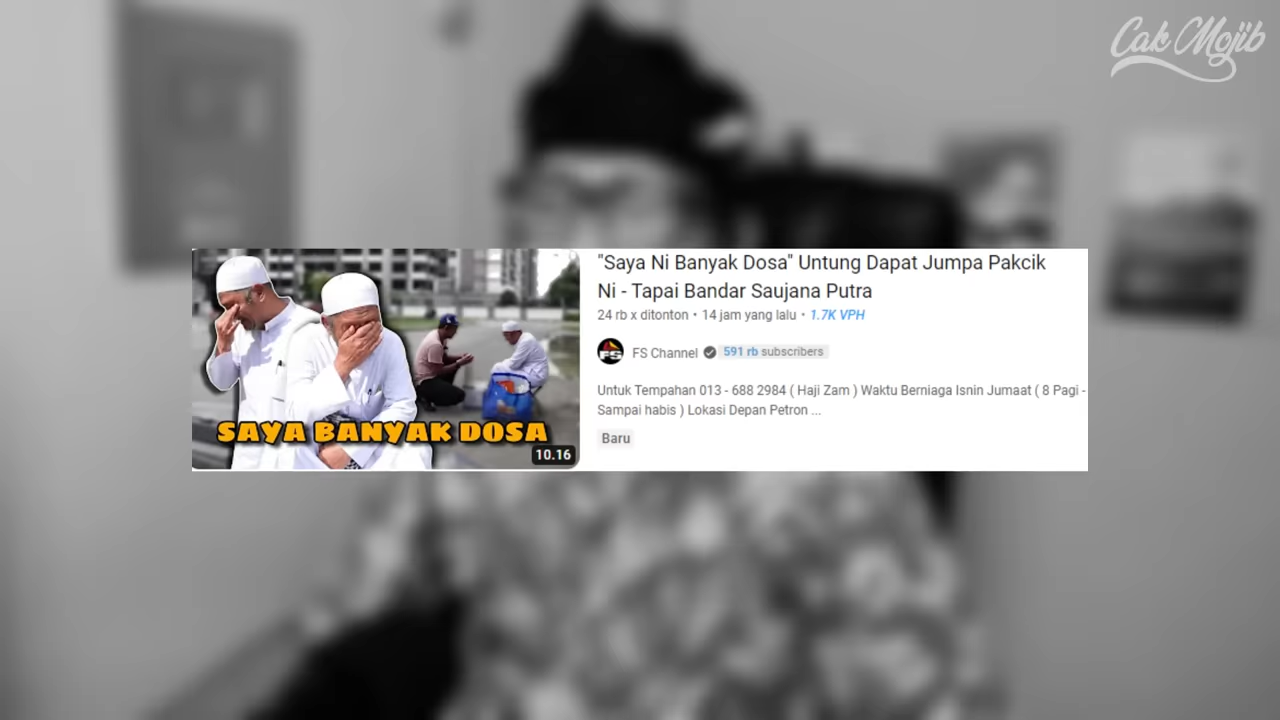 Cak Mojib
"Saya Ni Banyak Dosa" Untung Dapat Jumpa Pakcik
Ni - Tapai Bandar Saujana Putra
24 rb x ditonton • 14 jam yang lalu • 1.7K VPH
FS
FS Channel 591 rb subscribers
Untuk Tempahan 013 - 688 2984 ( Haji Zam ) Waktu Berniaga Isnin Jumaat ( 8 Pagi -
Sampai habis ) Lokasi Depan Petron ...
SAYA BANYAK DOSA
Baru
10.16